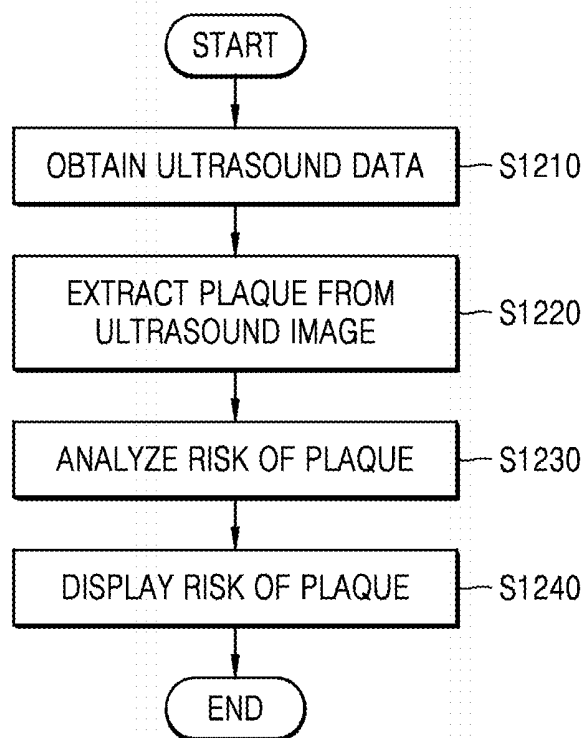 START
OBTAIN ULTRASOUND DATA
S1210
EXTRACT PLAQUE FROM
ULTRASOUND IMAGE
S1220
ANALYZE RISK OF PLAQUE
S1230
DISPLAY RISK OF PLAQUE
S1240
END